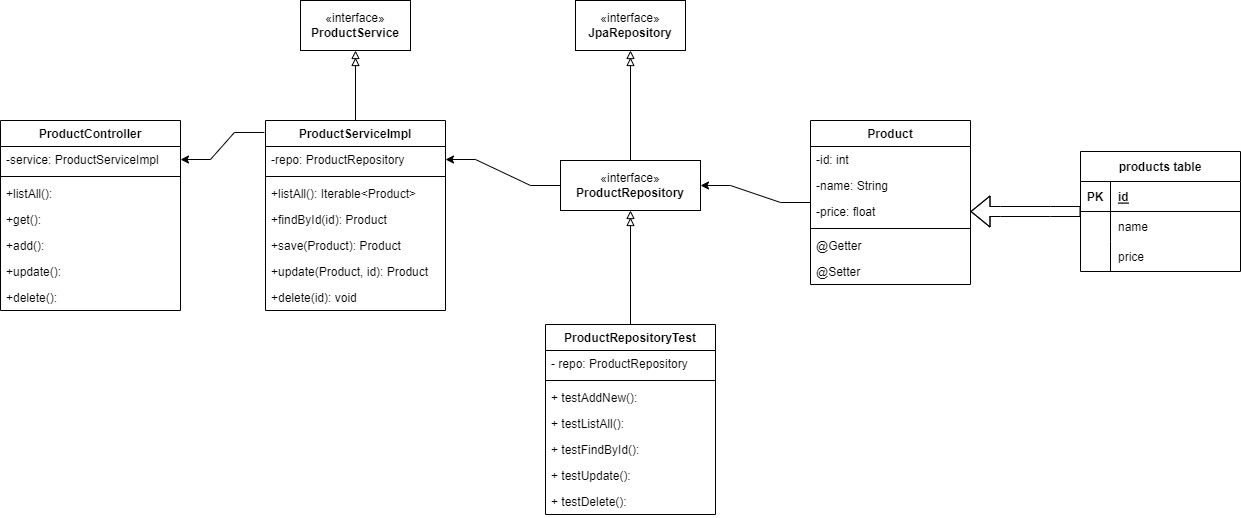 «interface»
ProductService
«interface»
JpaRepository
ProductController
-service: ProductServiceImpl
+listAll():
+get():
+add():
+update():
+delete():
ProductServiceImpl
-repo: ProductRepository
+listAll(): Iterable<Product>
+findById(id): Product
+save(Product): Product
+update(Product, id): Product
+delete(id): void
«interface»
ProductRepository
Product
-id: int
-name: String
-price: float
@Getter
@Setter
products table
PK id
name
price
ProductRepositoryTest
- repo: ProductRepository
+ testAddNew():
+ testListAll():
+ testFindById():
+ testUpdate():
+ testDelete():